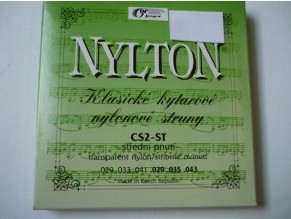 NYLTON
Klasické kytarové
nylonové struny
CS2-ST
střední pnutí
transparent nylon/stříbrné ovinutí
029 .033 .041 .029 .035 .043
Made in Czech Republic